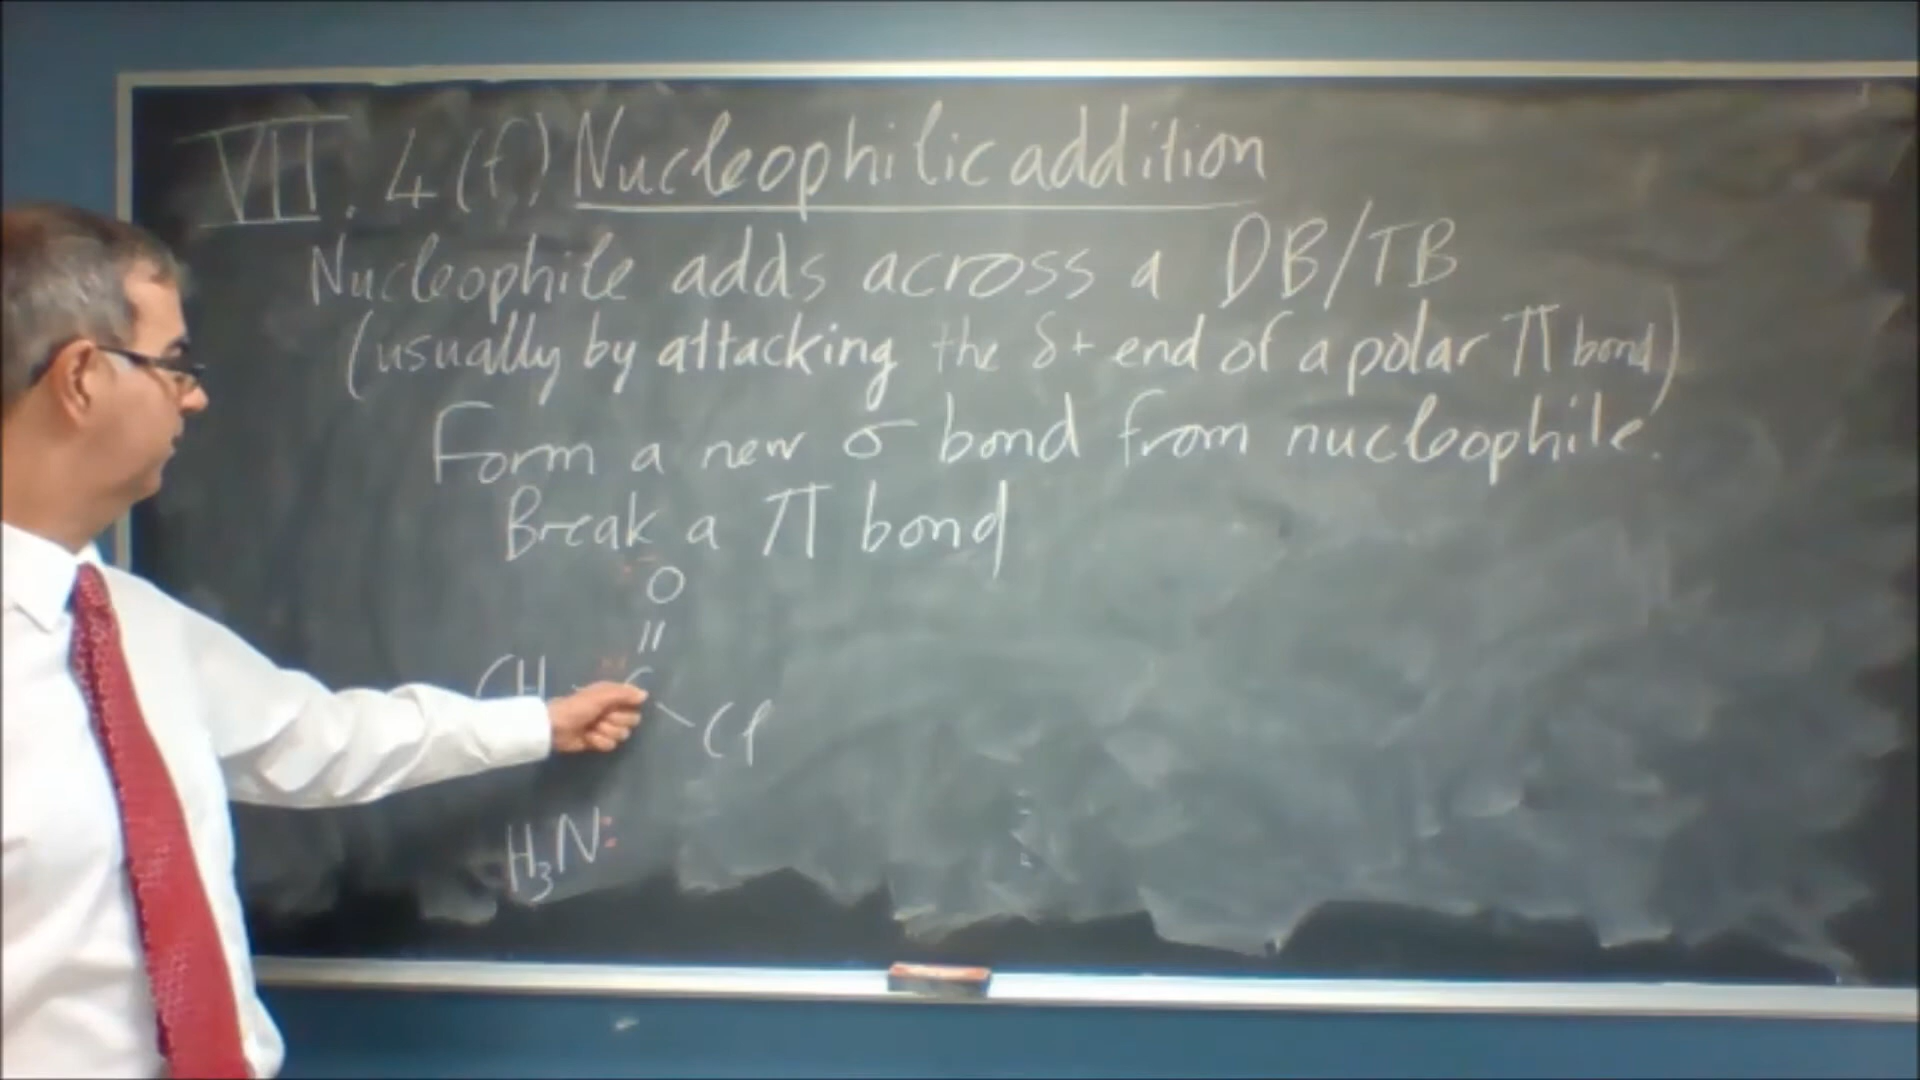 VII. 4(f) Nucleophilic addition
Nucleophile adds across a DB/TB
(usually by attacking the δ+ end of a polar π bond)
Form a new σ bond from nucleophile.
Break a π bond
O
CH C
Cl
H₃N: